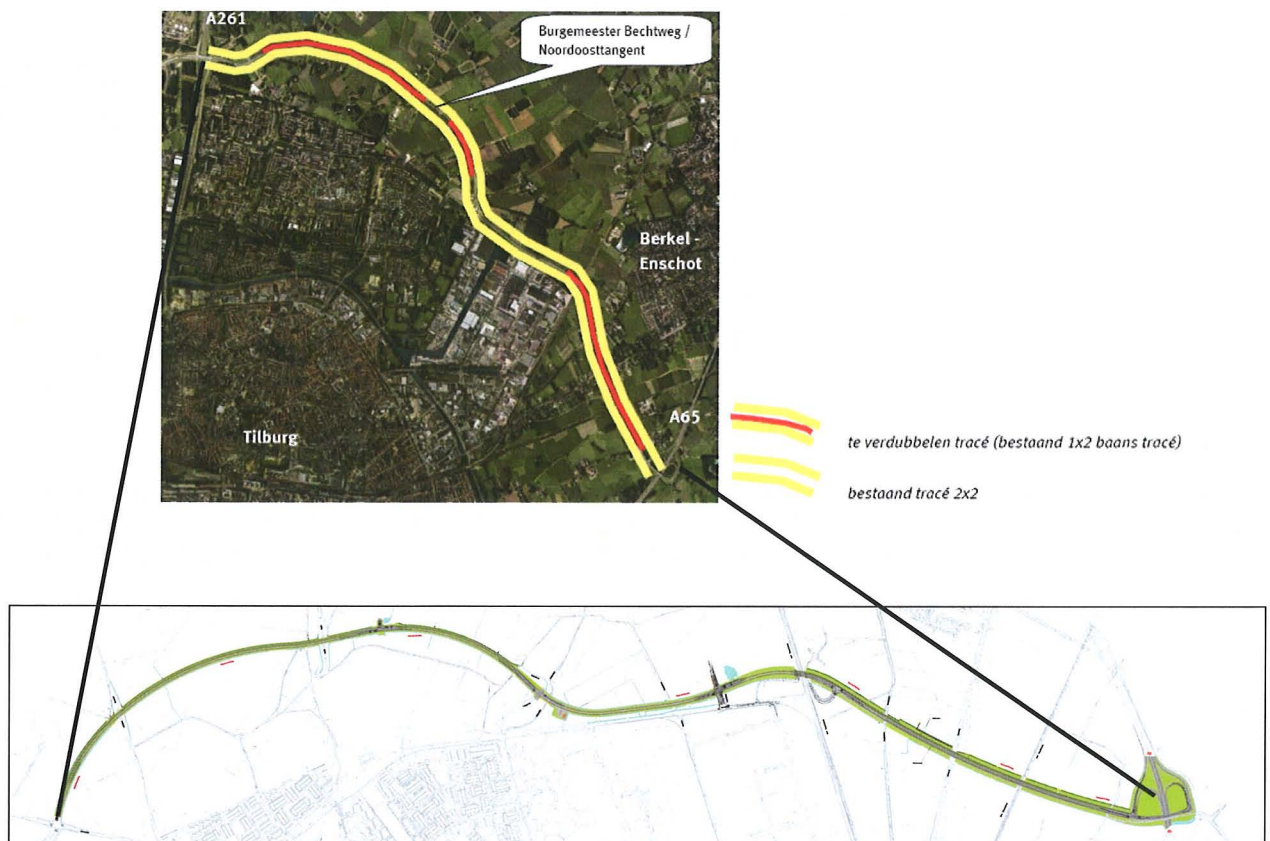 A261
Burgemeester Bechtweg /
Noordoosttangent
Berkel -
Enschot
A65
Tilburg
te verdubbelen tracé (bestaand 1x2 baans tracé)
bestaand tracé 2x2